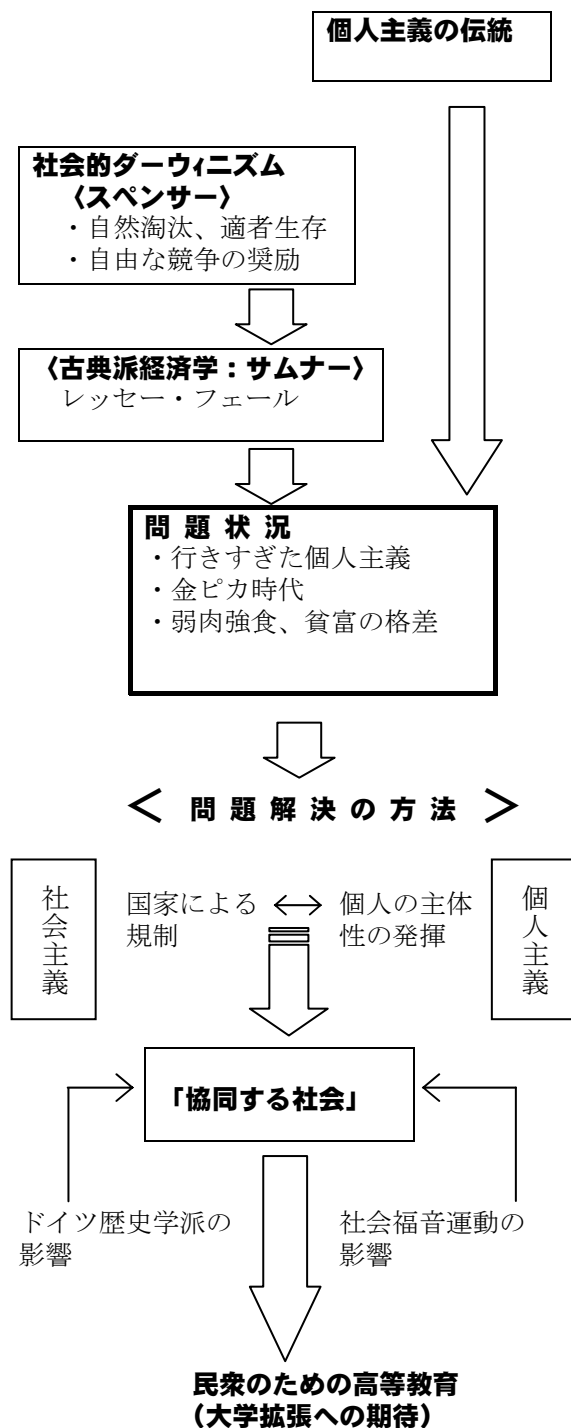 個人主義の伝統
社会的ダーウィニズム
〈スペンサー〉
・自然淘汰、適者生存
・自由な競争の奨励
〈古典派経済学：サムナー〉
レッセー・フェール
問題状況
・行きすぎた個人主義
・金ピカ時代
・弱肉強食、貧富の格差
＜ 問題解決の方法 ＞
社会主義
国家による
規制
個人の主体
性の発揮
個人主義
「協同する社会」
ドイツ歴史学派の
影響
社会福音運動の
影響
民衆のための高等教育
（大学拡張への期待）